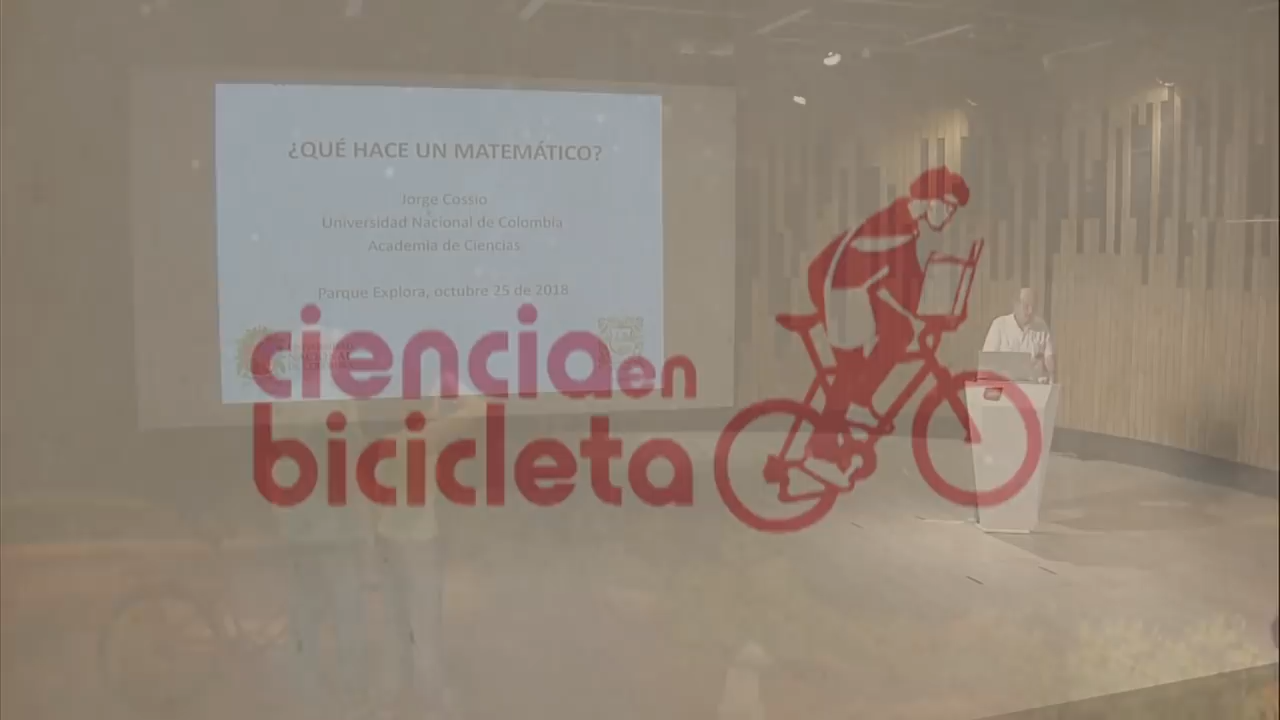 ¿QUÉ HACE UN MATEMÁTICO?
Jorge Cossio
Universidad Nacional de Colombia
Academia de Ciencias
Parque Explora, octubre 25 de 2018
ciencia en
bicicleta